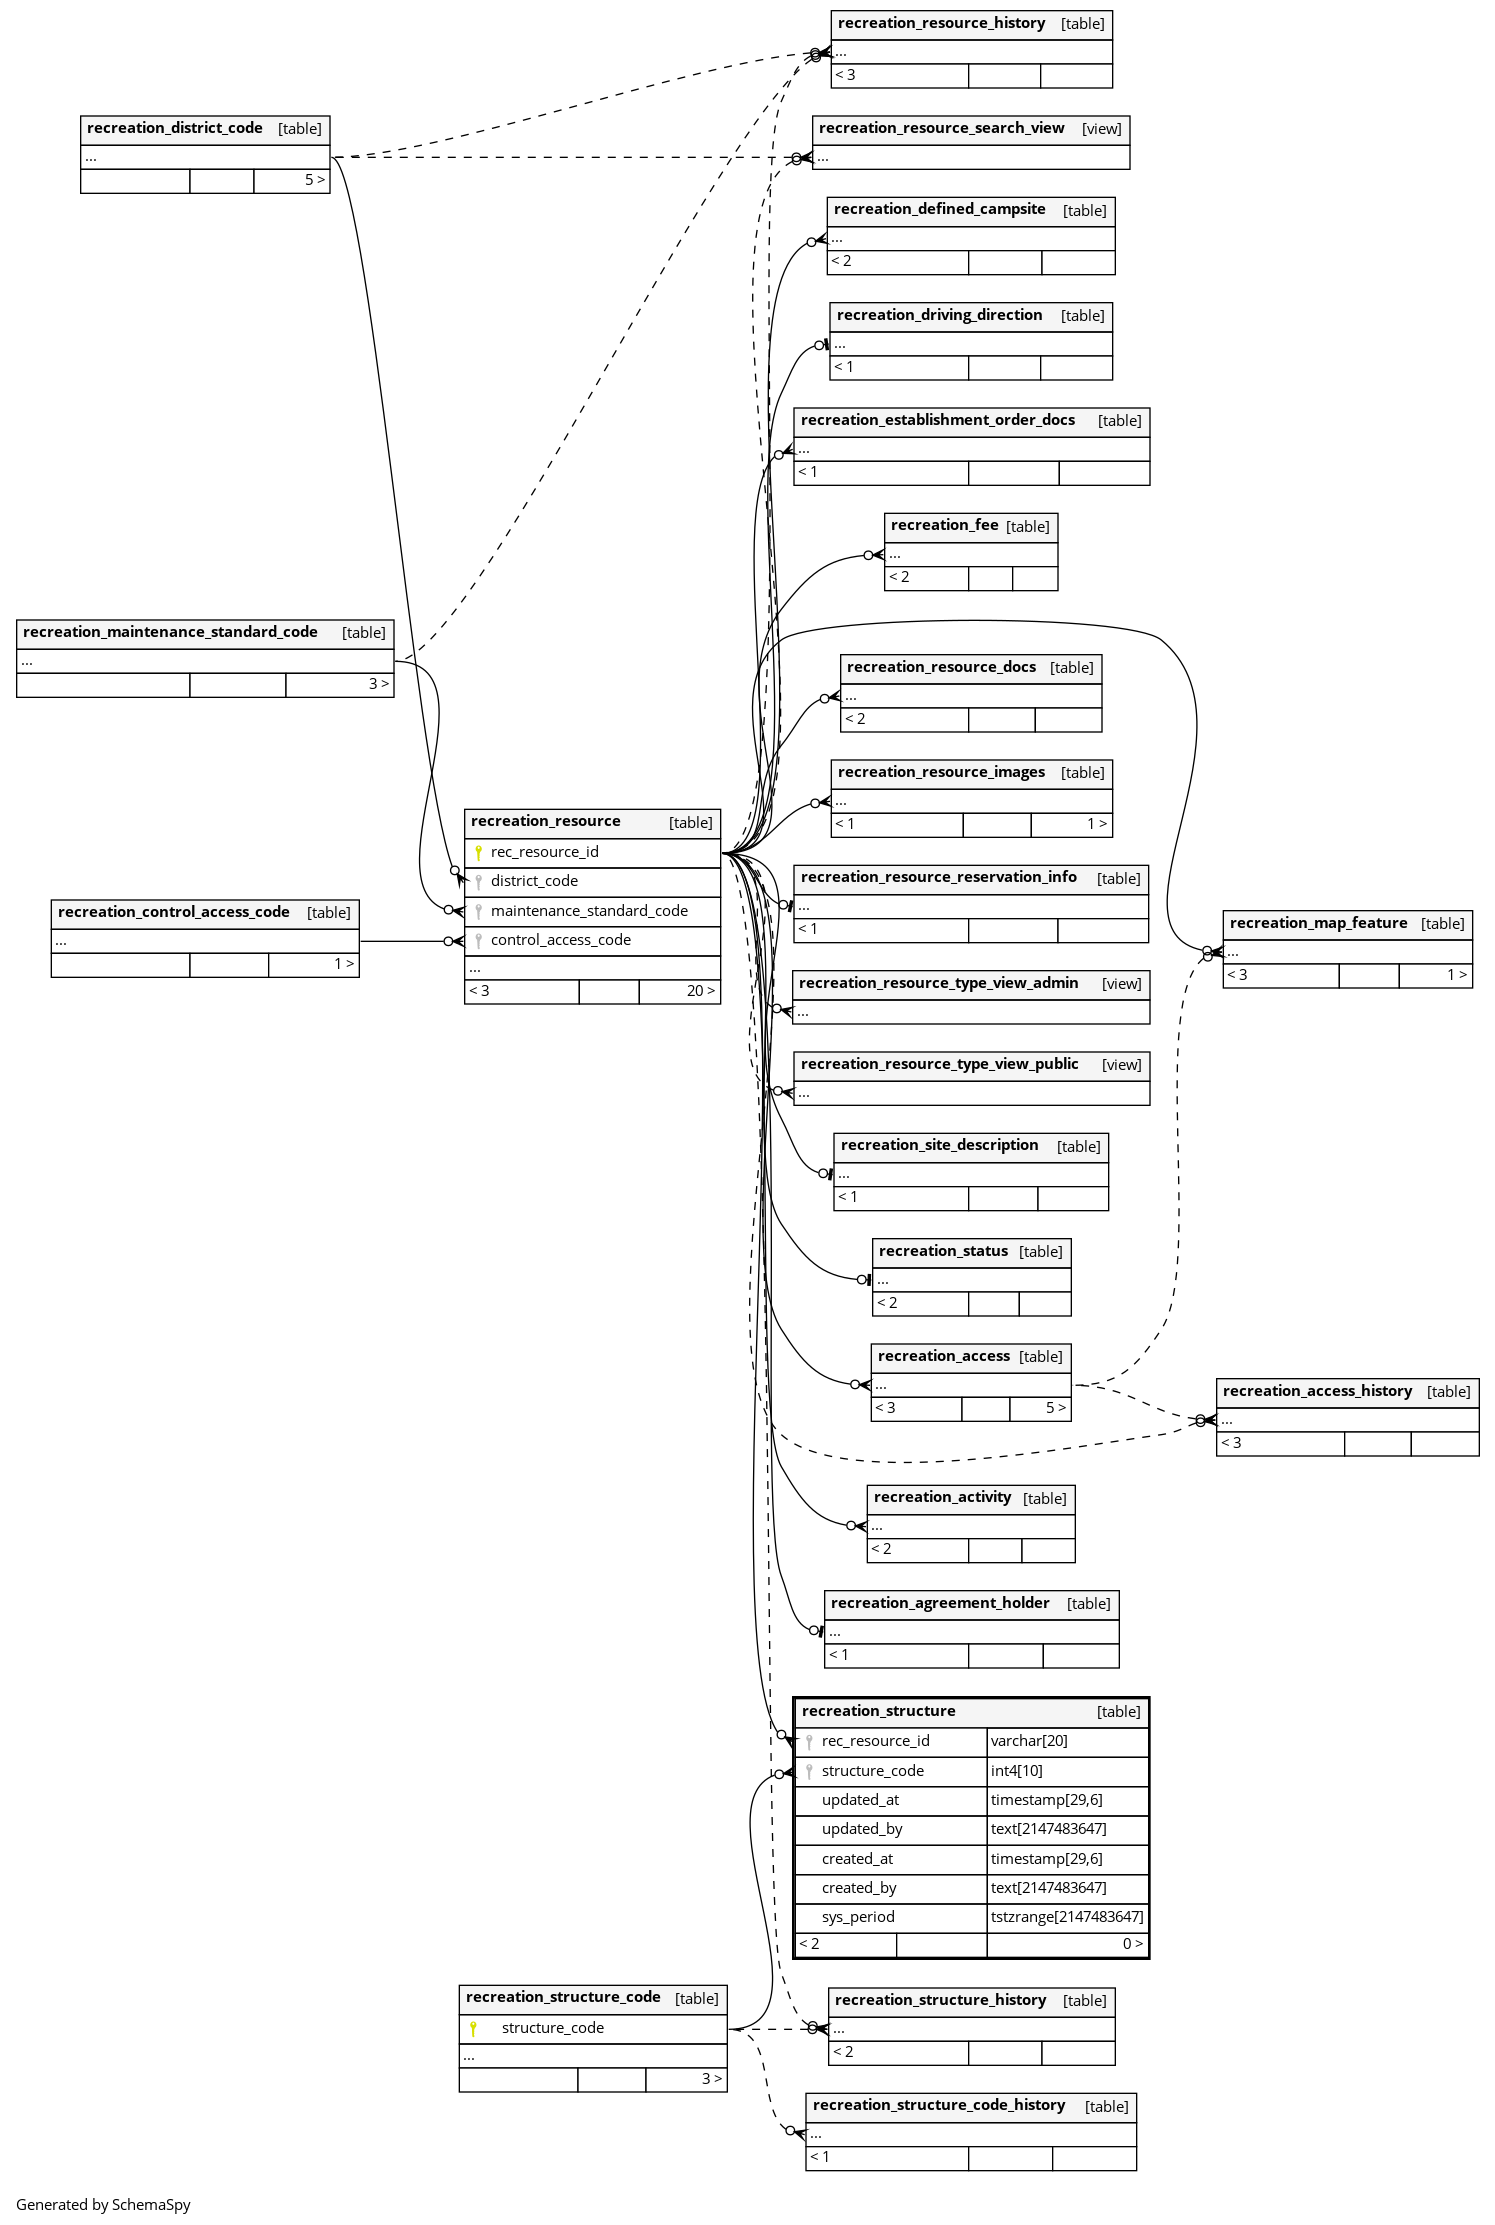 recreation_resource_history [table]
...
< 3
recreation_district_code [table]
...
5 >
recreation_resource_search_view [view]
...
recreation_defined_campsite [table]
...
< 2
recreation_driving_direction [table]
...
< 1
recreation_establishment_order_docs [table]
...
< 1
recreation_fee [table]
...
< 2
recreation_maintenance_standard_code [table]
...
3 >
recreation_resource_docs [table]
...
< 2
recreation_resource_images [table]
...
< 1 1 >
recreation_resource [table]
rec_resource_id
district_code
maintenance_standard_code
control_access_code
...
< 3 20 >
recreation_control_access_code [table]
...
1 >
recreation_resource_reservation_info [table]
...
< 1
recreation_map_feature [table]
...
< 3 1 >
recreation_resource_type_view_admin [view]
...
recreation_resource_type_view_public [view]
...
recreation_site_description [table]
...
< 1
recreation_status [table]
...
< 2
recreation_access [table]
...
< 3 5 >
recreation_access_history [table]
...
< 3
recreation_activity [table]
...
< 2
recreation_agreement_holder [table]
...
< 1
recreation_structure [table]
rec_resource_id varchar[20]
structure_code int4[10]
updated_at timestamp[29,6]
updated_by text[2147483647]
created_at timestamp[29,6]
created_by text[2147483647]
sys_period tstzrange[2147483647]
< 2 0 >
recreation_structure_code [table]
structure_code
...
3 >
recreation_structure_history [table]
...
< 2
recreation_structure_code_history [table]
...
< 1
Generated by SchemaSpy